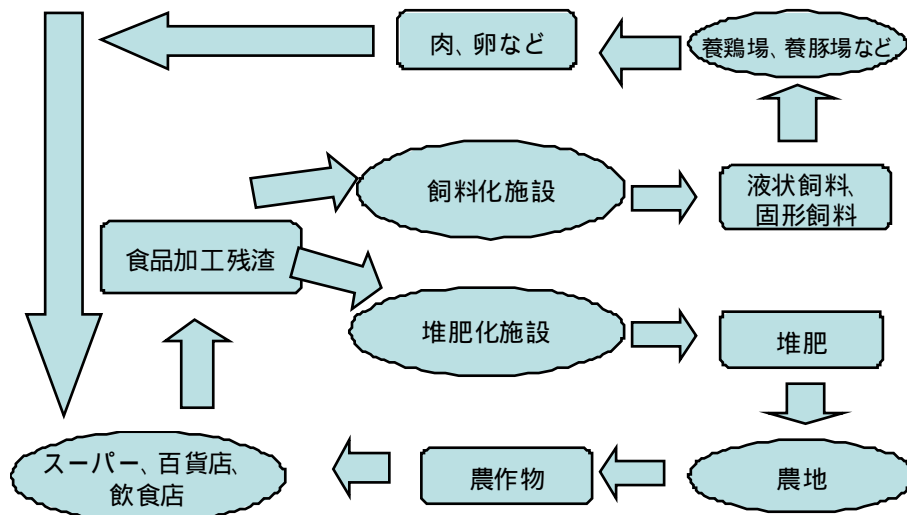 肉、卵など
養鶏場、養豚場など
飼料化施設
液状飼料、
固形飼料
食品加工残渣
堆肥化施設
堆肥
スーパー、百貨店、
飲食店
農作物
農地